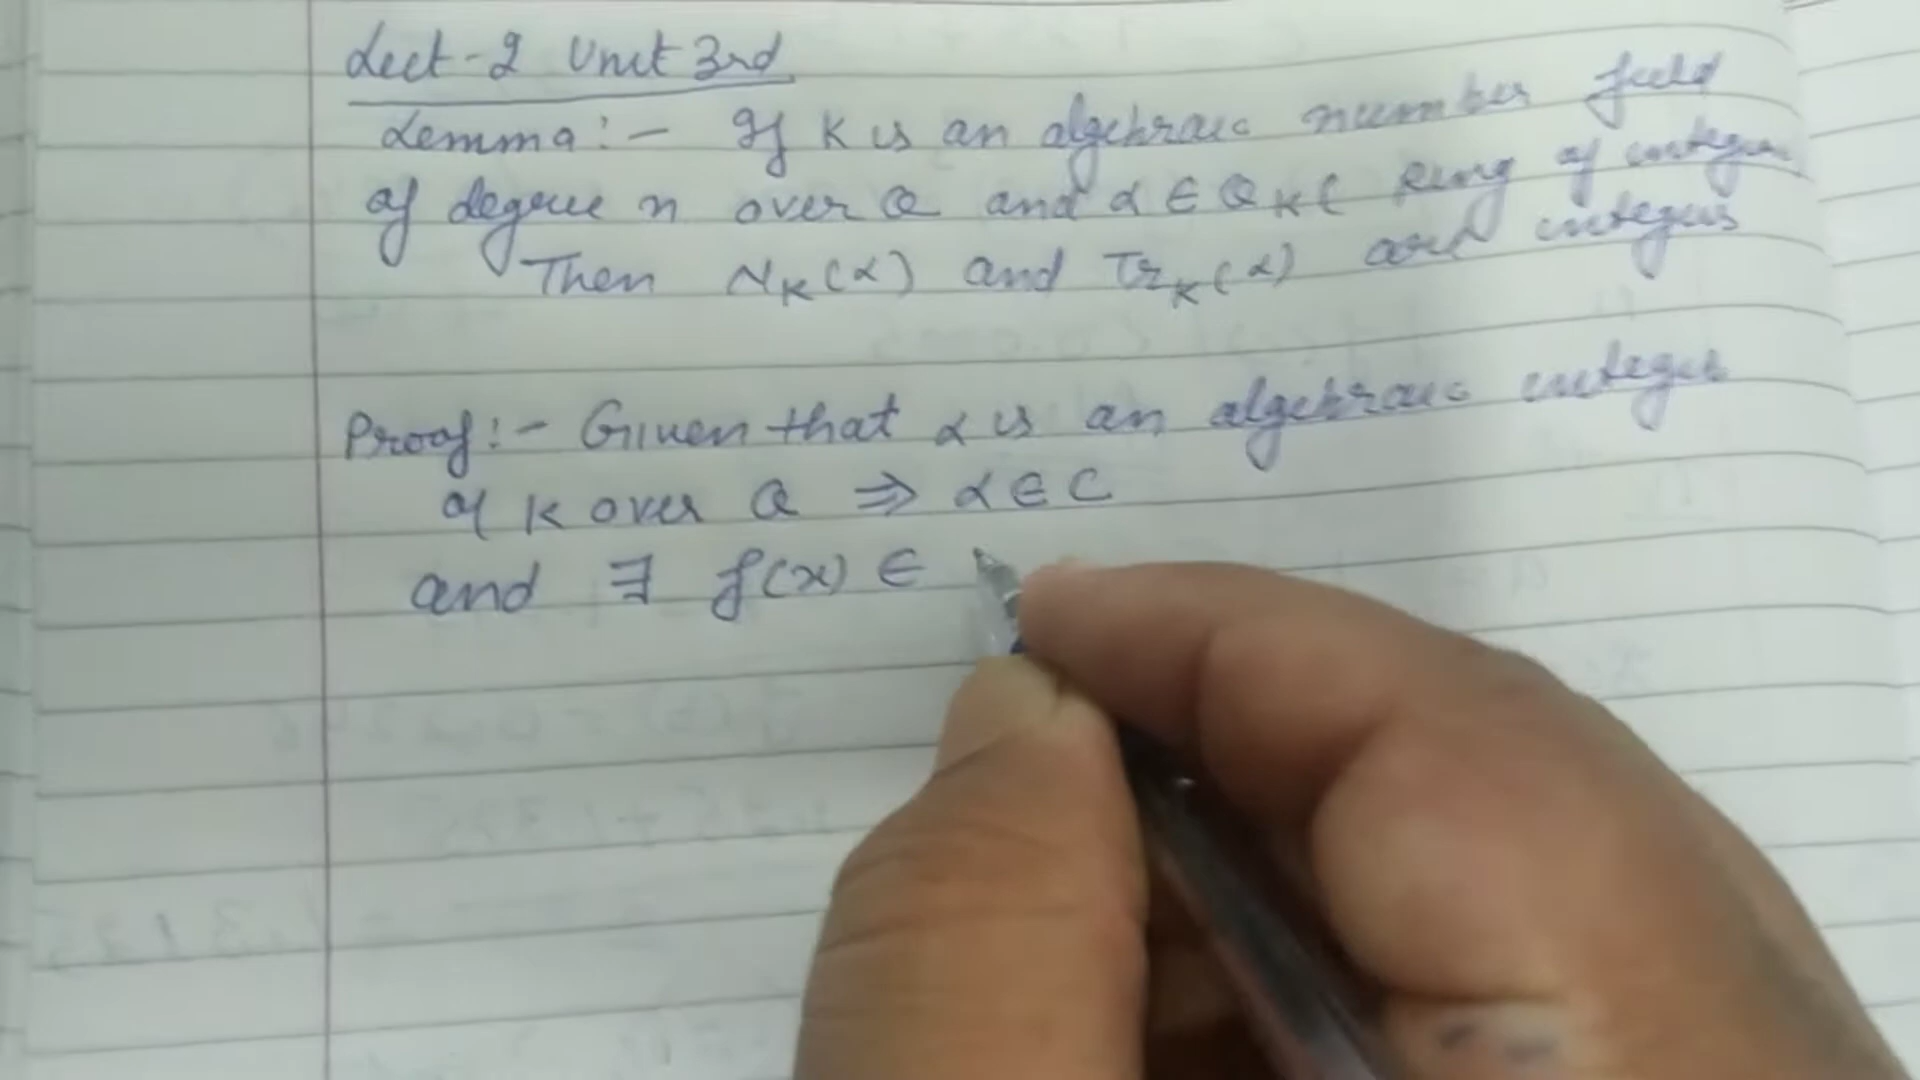 Lect-2 Unit 3rd
Lemma:- If K is an algebraic number field
of degree n over Q and α ∈ O_K ( Ring of integers
Then N_K(α) and Tr_K(α) are integers
Proof:- Given that α is an algebraic integer
of K over Q ⇒ α ∈ C
and ∃ f(x) ∈